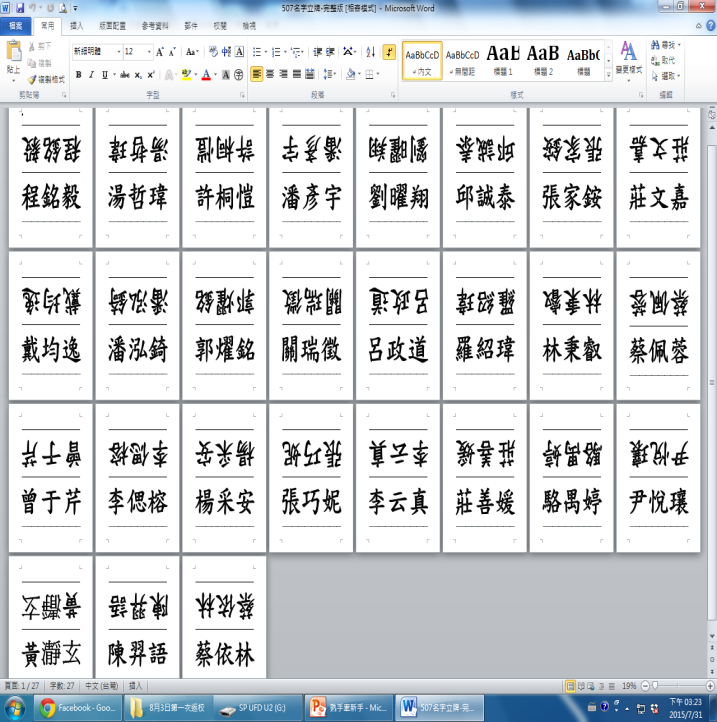 507名字立牌-完整版 [相容模式] - Microsoft Word
檔案 常用 插入 版面配置 參考資料 郵件 校閱 檢視
貼上 剪下 複製 複製格式
新細明體 12
AaBbCcD AaBbCcD AaB AaB AaBb(
內文 無間距 標題 1 標題 2 標題 變更樣式
尋找 取代 選取
剪貼簿 字型 段落 樣式 編輯
程銘毅 湯哲瑋 許桐愷 潘彥宇 劉曜翔 邱誠泰 張家銨 莊文嘉
程銘毅 湯哲瑋 許桐愷 潘彥宇 劉曜翔 邱誠泰 張家銨 莊文嘉
戴均逸 潘泓錡 郭燿銘 關瑞徵 呂政道 羅紹瑋 林秉叡 蔡佩蓉
戴均逸 潘泓錡 郭燿銘 關瑞徵 呂政道 羅紹瑋 林秉叡 蔡佩蓉
曾于芹 李偲榕 楊采安 張巧妮 李云真 莊善媛 駱禺婷 尹悅瓖
曾于芹 李偲榕 楊采安 張巧妮 李云真 莊善媛 駱禺婷 尹悅瓖
黃瀞玄 陳羿語 蔡依林
黃瀞玄 陳羿語 蔡依林
頁面: 1 / 27 字數: 27 中文 (台灣) 插入 19%
Facebook - Goo... 8月3日第一次返校 SP UFD U2 (G:) 熟手畫新手 - Mic... 507名字立牌-完... 下午 03:23
2015/7/31